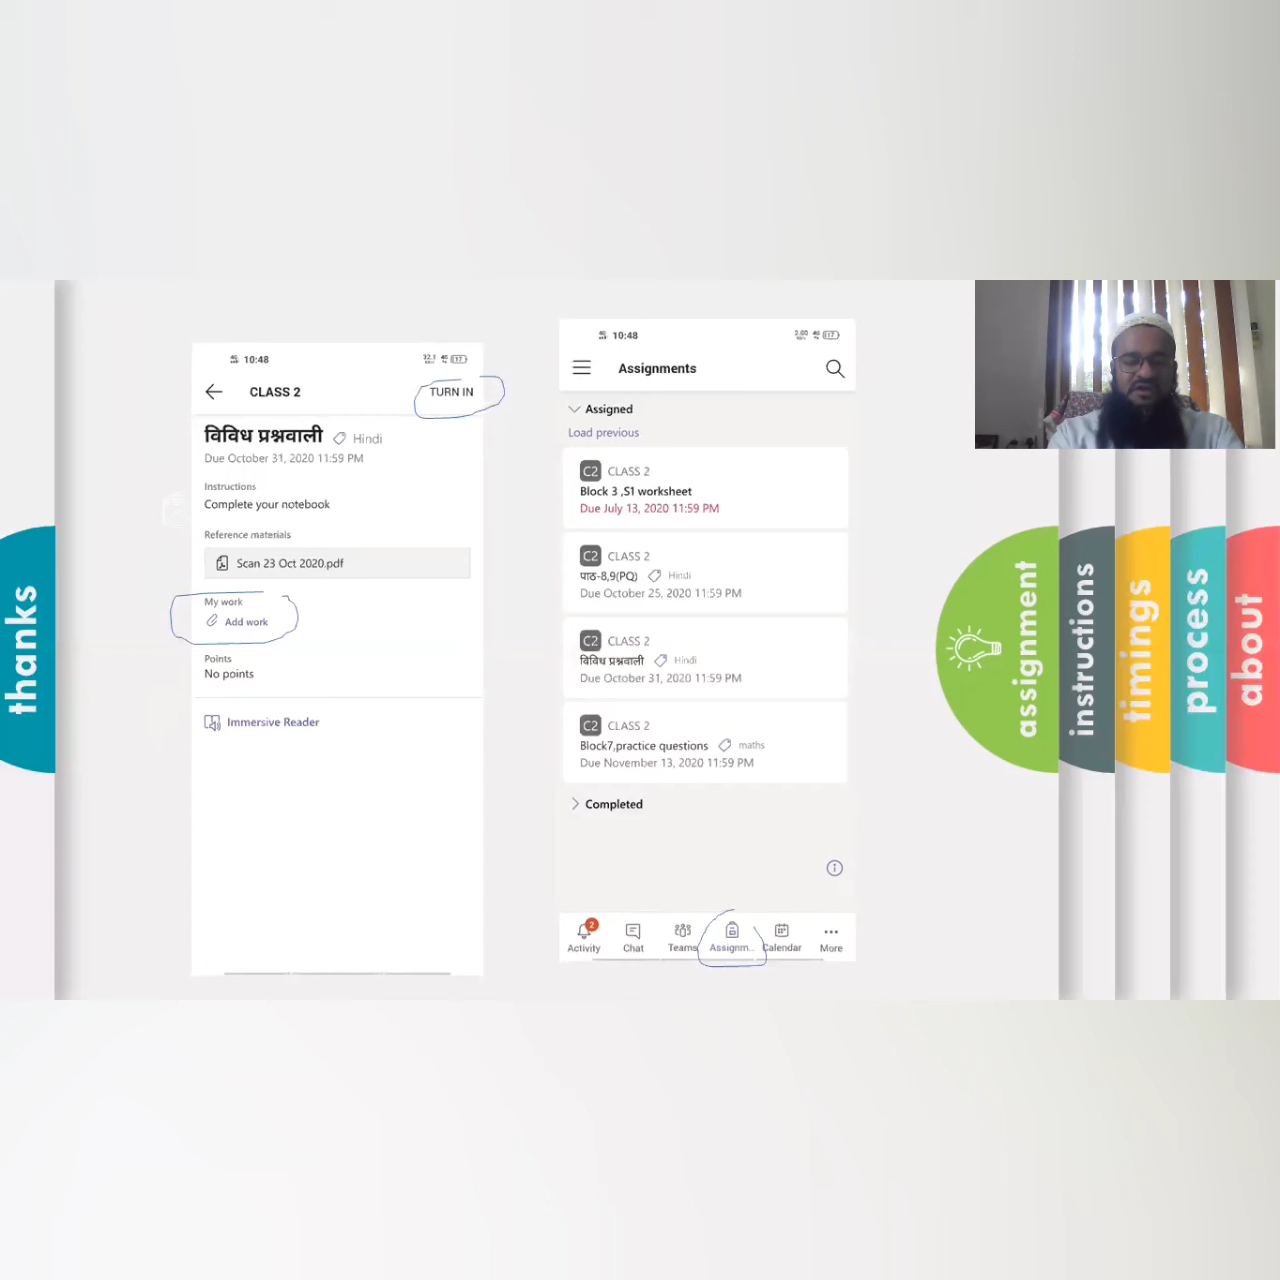 thanks
10:48
CLASS 2
TURN IN
विविध प्रश्नवाली
Hindi
Due October 31, 2020 11:59 PM
Instructions
Complete your notebook
Reference materials
Scan 23 Oct 2020.pdf
My work
Add work
Points
No points
Immersive Reader
10:48
Assignments
Assigned
Load previous
C2 CLASS 2
Block 3 ,S1 worksheet
Due July 13, 2020 11:59 PM
C2 CLASS 2
पाठ-8,9(PQ) Hindi
Due October 25, 2020 11:59 PM
C2 CLASS 2
विविध प्रश्नवाली Hindi
Due October 31, 2020 11:59 PM
C2 CLASS 2
Block7,practice questions maths
Due November 13, 2020 11:59 PM
Completed
2
Activity Chat Teams Assignm... Calendar More
assignment
instructions
timings
process
about